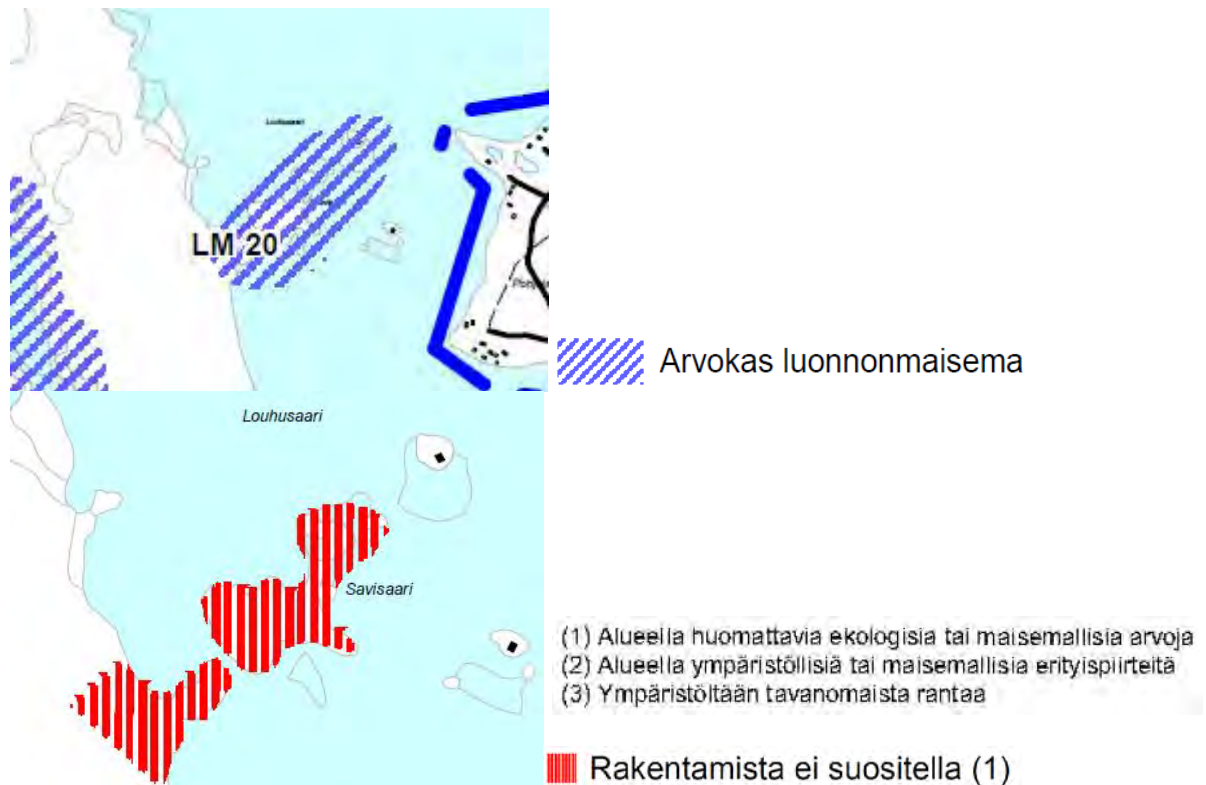 Louhusaari
LM 20
Arvokas luonnonmaisema
Louhusaari
Savisaari
(1) Alueella huomattavia ekologisia tai maisemallisia arvoja
(2) Alueella ympäristöllisiä tai maisemallisia erityispiirteitä
(3) Ympäristöltään tavanomaista rantaa
Rakentamista ei suositella (1)